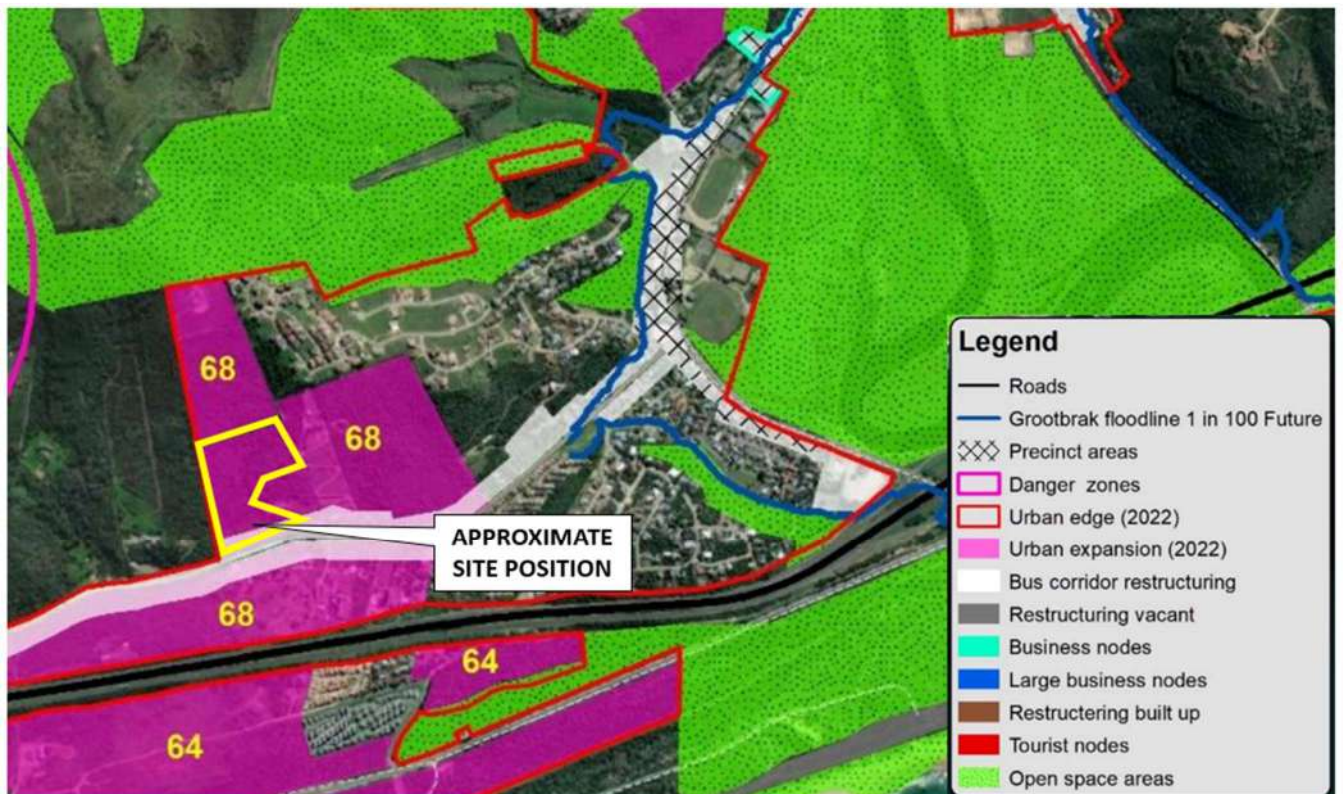 68
68
APPROXIMATE
SITE POSITION
68
64
64
Legend
Roads
Grootbrak floodline 1 in 100 Future
Precinct areas
Danger zones
Urban edge (2022)
Urban expansion (2022)
Bus corridor restructuring
Restructuring vacant
Business nodes
Large business nodes
Restructering built up
Tourist nodes
Open space areas